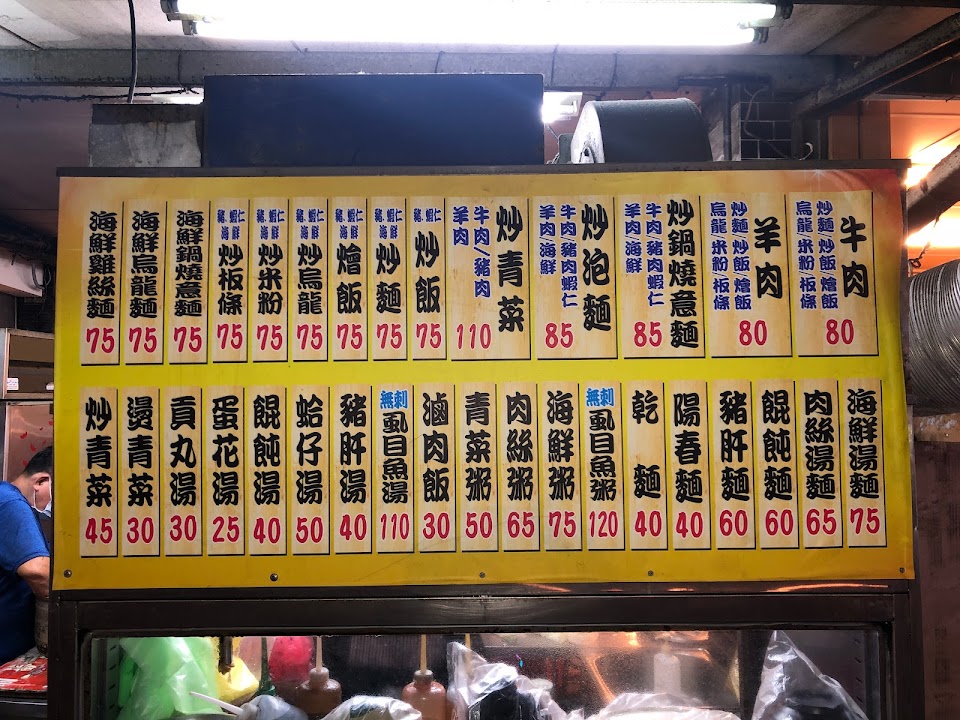 牛肉
炒麵 炒飯 燴飯
烏龍 米粉 板條
80
羊肉
炒麵 炒飯 燴飯
烏龍 米粉 板條
80
炒鍋燒意麵
牛肉 豬肉 蝦仁
羊肉 海鮮
85
炒泡麵
牛肉 豬肉 蝦仁
羊肉 海鮮
85
炒青菜
牛肉 豬肉
羊肉
110
豬、蝦仁
海鮮
炒飯
75
豬、蝦仁
海鮮
炒麵
75
豬、蝦仁
海鮮
燴飯
75
豬、蝦仁
海鮮
炒烏龍
75
豬、蝦仁
海鮮
炒米粉
75
豬、蝦仁
海鮮
炒板條
75
海鮮鍋燒意麵
75
海鮮烏龍麵
75
海鮮雞絲麵
75
海鮮湯麵
75
肉絲湯麵
65
餛飩麵
60
豬肝麵
60
陽春麵
40
乾麵
40
無刺
虱目魚粥
120
海鮮粥
75
肉絲粥
65
青菜粥
50
滷肉飯
30
無刺
虱目魚湯
110
豬肝湯
40
蛤仔湯
50
餛飩湯
40
蛋花湯
25
貢丸湯
30
燙青菜
30
炒青菜
45